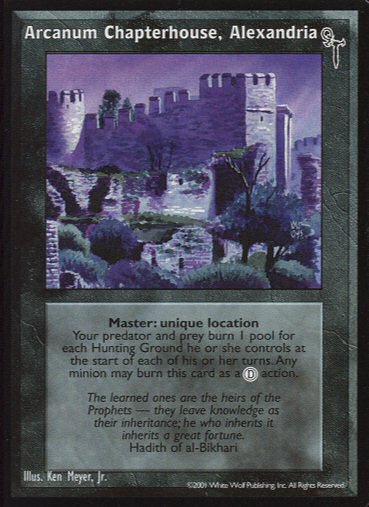 Arcanum Chapterhouse, Alexandria
Master: unique location
Your predator and prey burn 1 pool for
each Hunting Ground he or she controls at
the start of each of his or her turns. Any
minion may burn this card as a Ⓓ action.
The learned ones are the heirs of the
Prophets — they leave knowledge as
their inheritance; he who inherits it
inherits a great fortune.
Hadith of al-Bikhari
Illus. Ken Meyer, Jr.
©2001 White Wolf Publishing, Inc. All Rights Reserved.